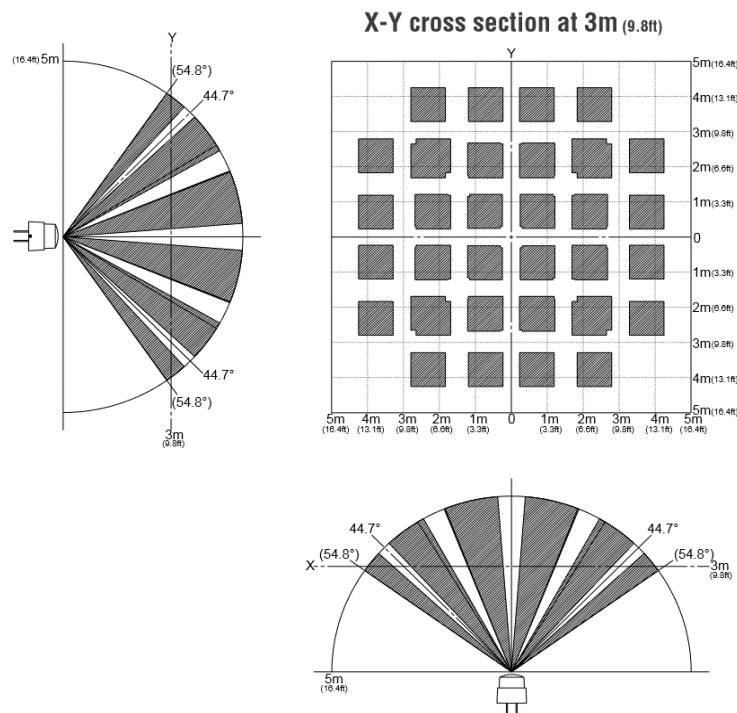 X-Y cross section at 3m (9.8ft)
Y
(16.4ft) 5m
(54.8°)
44.7°
44.7°
(54.8°)
3m
(9.8ft)
Y
5m(16.4ft)
4m(13.1ft)
3m(9.8ft)
2m(6.6ft)
1m(3.3ft)
0
1m(3.3ft)
2m(6.6ft)
3m(9.8ft)
4m(13.1ft)
5m(16.4ft)
5m 4m 3m 2m 1m 0 1m 2m 3m 4m 5m
(16.4ft) (13.1ft) (9.8ft) (6.6ft) (3.3ft) (3.3ft) (6.6ft) (9.8ft) (13.1ft) (16.4ft)
44.7° 44.7°
(54.8°) (54.8°)
X 3m
(9.8ft)
5m
(16.4ft)